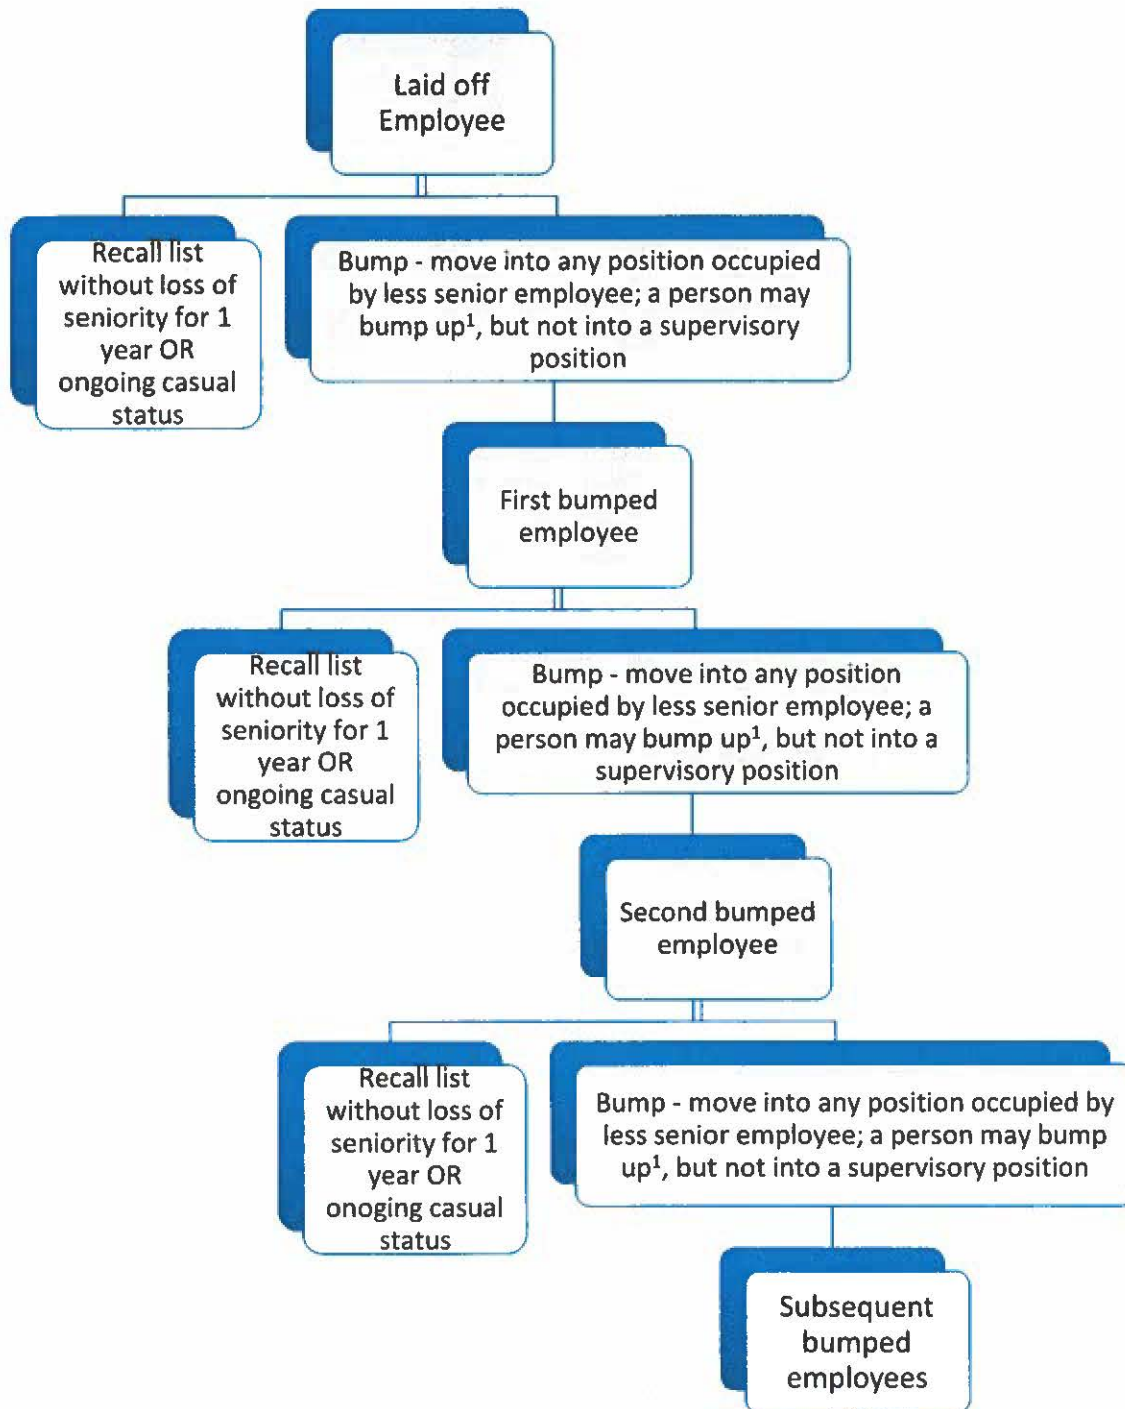 Laid off
Employee
Recall list
without loss of
seniority for 1
year OR
ongoing casual
status
Bump - move into any position occupied
by less senior employee; a person may
bump up¹, but not into a supervisory
position
First bumped
employee
Recall list
without loss of
seniority for 1
year OR
ongoing casual
status
Bump - move into any position
occupied by less senior employee; a
person may bump up¹, but not into a
supervisory position
Second bumped
employee
Recall list
without loss of
seniority for 1
year OR
onoging casual
status
Bump - move into any position occupied by
less senior employee; a person may bump
up¹, but not into a supervisory position
Subsequent
bumped
employees